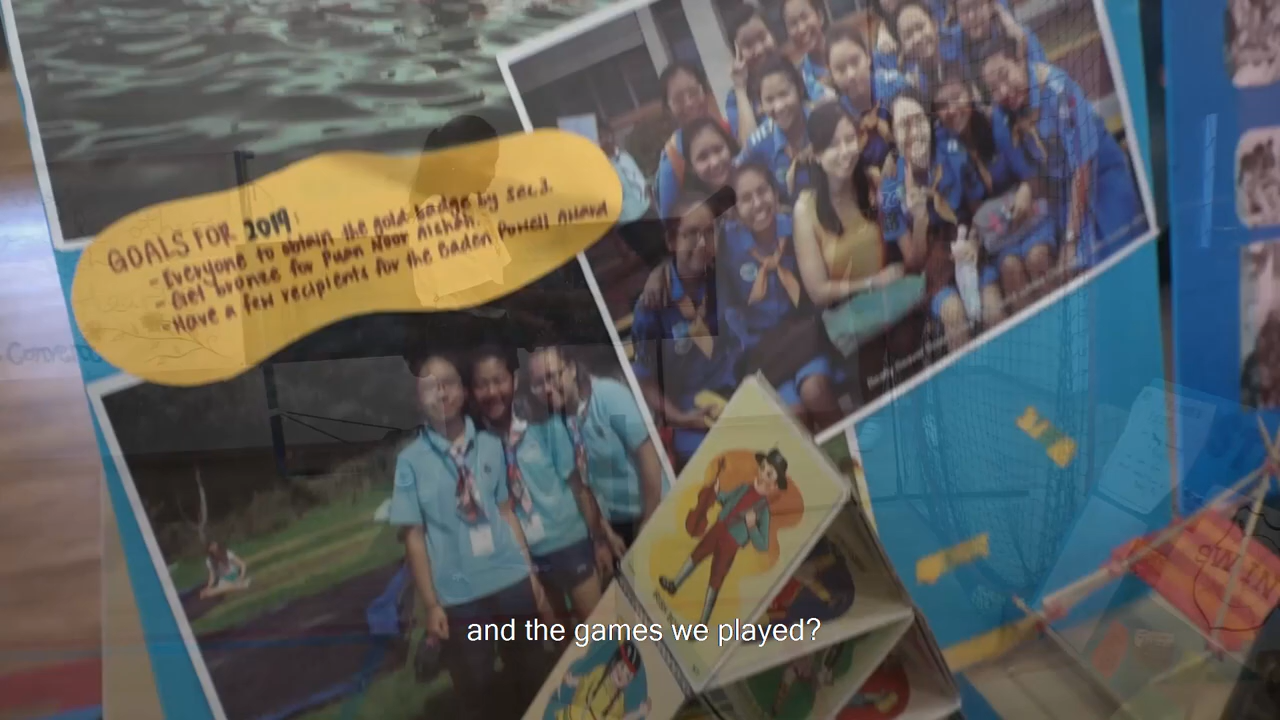 GOALS FOR 2019:
- Everyone to obtain the gold badge by sec 3.
- Get bronze for Puan Noor Aishah.
- Have a few recipients for the Baden Powell Award
WIN
and the games we played?